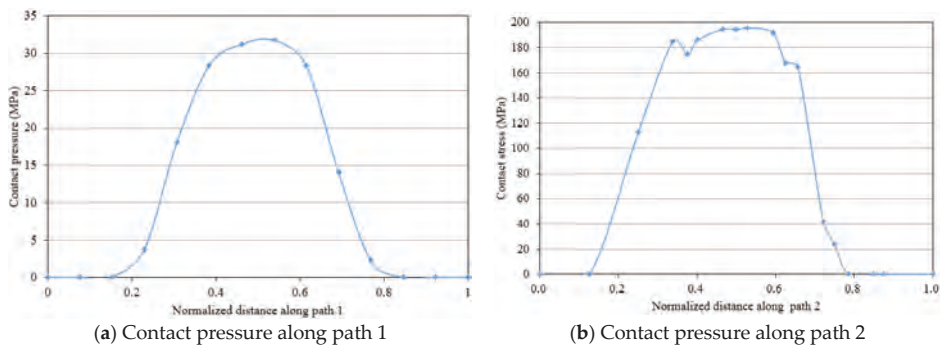 35
30
25
20
15
10
5
0
Contact pressure (MPa)
0 0.2 0.4 0.6 0.8 1
Normalized distance along path 1
(a) Contact pressure along path 1
200
180
160
140
120
100
80
60
40
20
0
Contact stress (MPa)
0.0 0.2 0.4 0.6 0.8 1.0
Normalized distance along path 2
(b) Contact pressure along path 2